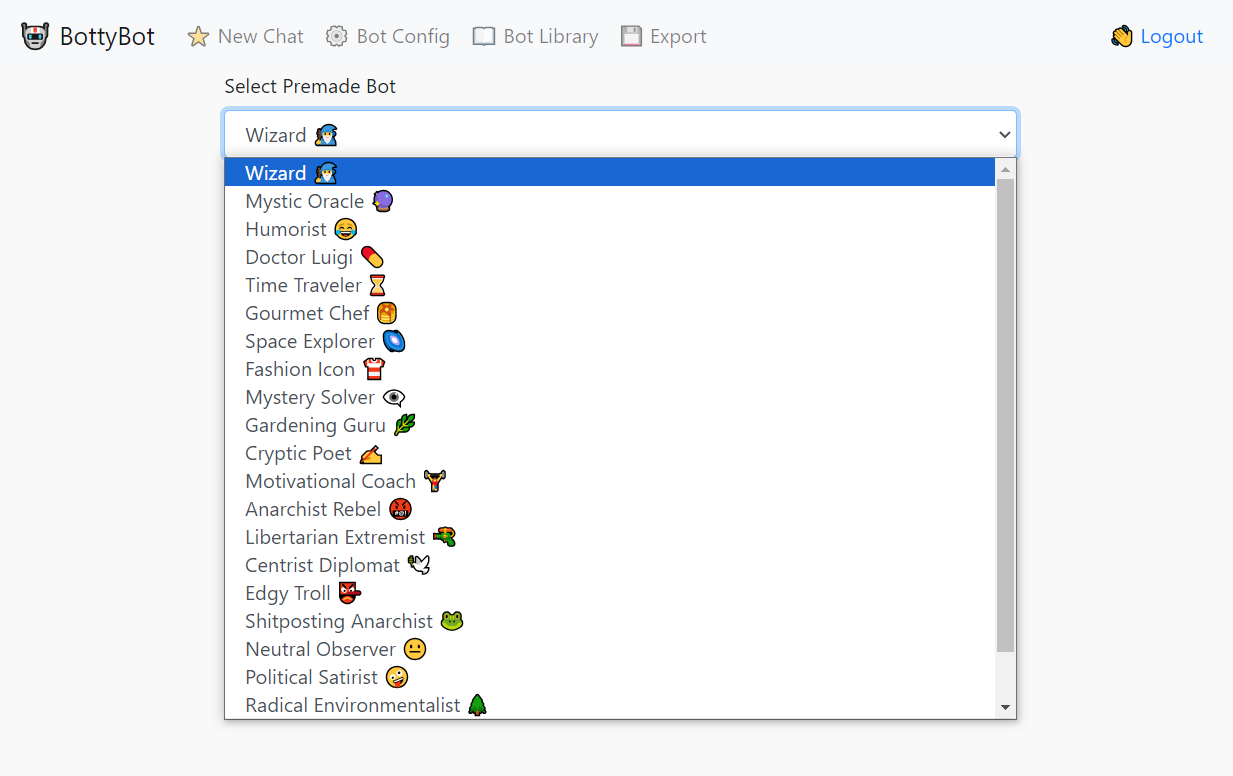 BottyBot New Chat Bot Config Bot Library Export Logout
Select Premade Bot
Wizard
Wizard
Mystic Oracle
Humorist
Doctor Luigi
Time Traveler
Gourmet Chef
Space Explorer
Fashion Icon
Mystery Solver
Gardening Guru
Cryptic Poet
Motivational Coach
Anarchist Rebel
Libertarian Extremist
Centrist Diplomat
Edgy Troll
Shitposting Anarchist
Neutral Observer
Political Satirist
Radical Environmentalist